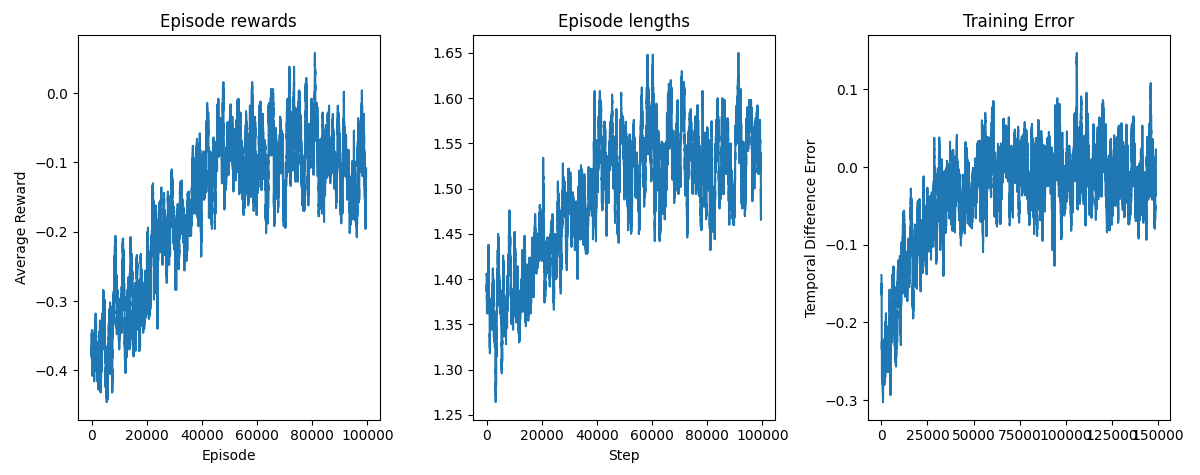 Episode rewards
Average Reward
0.0
−0.1
−0.2
−0.3
−0.4
0 20000 40000 60000 80000 100000
Episode
Episode lengths
1.65
1.60
1.55
1.50
1.45
1.40
1.35
1.30
1.25
0 20000 40000 60000 80000 100000
Step
Training Error
Temporal Difference Error
0.1
0.0
−0.1
−0.2
−0.3
0 25000 50000 75000 100000 125000 150000